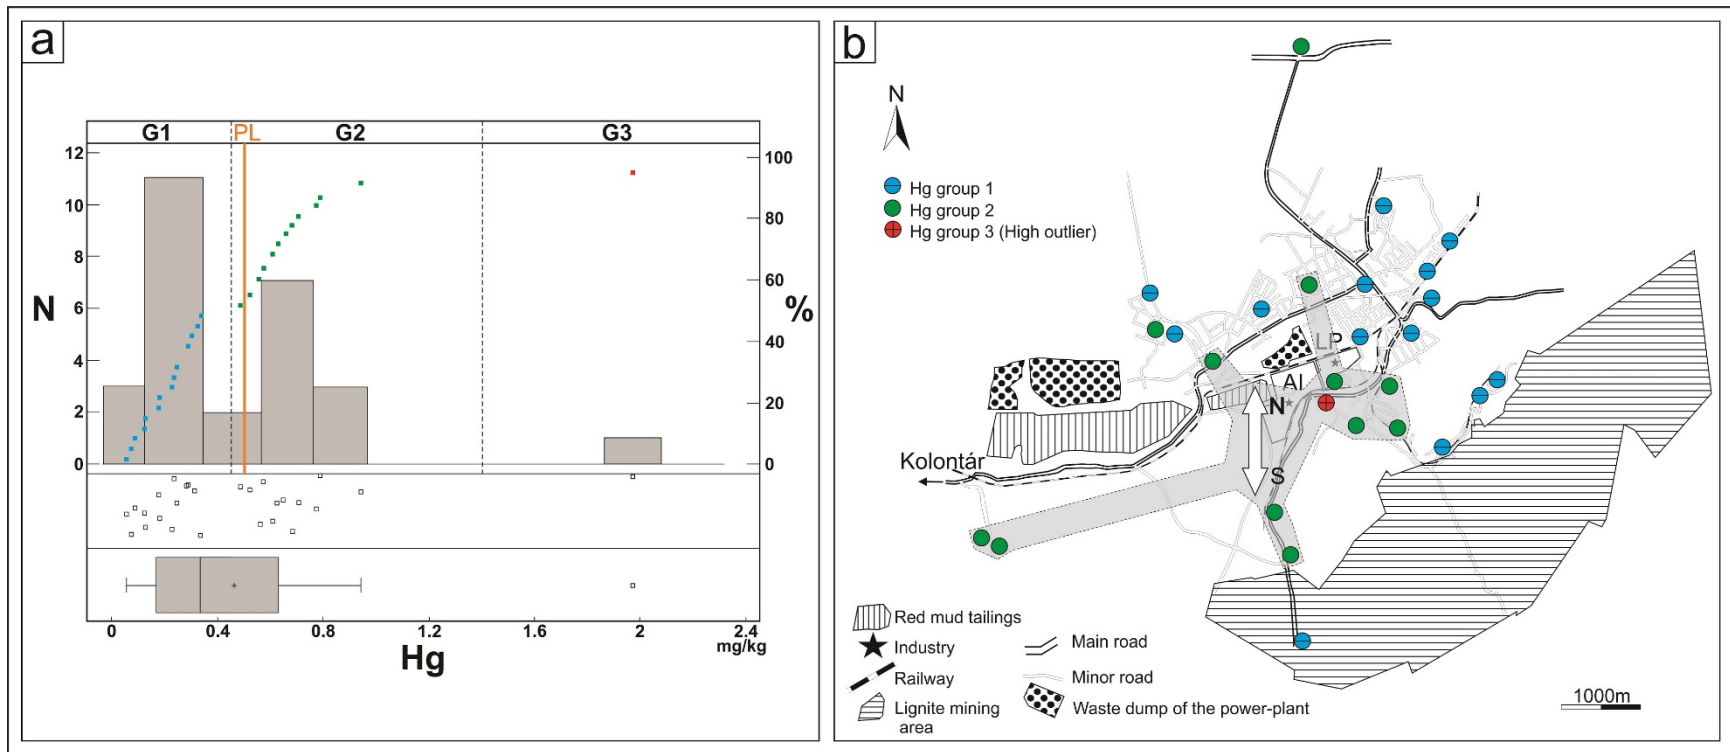 a
G1 PL G2 G3
12
10
8
6
4
2
0
N
100
80
60
40
20
0
%
0 0.4 0.8 1.2 1.6 2 2.4
mg/kg
Hg
b
N
Hg group 1
Hg group 2
Hg group 3 (High outlier)
LP
AI
N
S
Kolontár
Red mud tailings
Industry
Railway
Lignite mining
area
Main road
Minor road
Waste dump of the power-plant
1000m